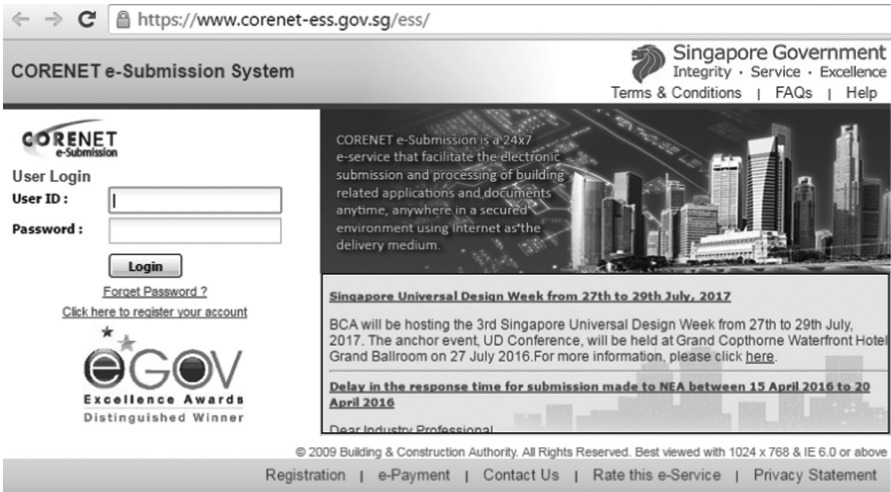 https://www.corenet-ess.gov.sg/ess/
CORENET e-Submission System
Singapore Government
Integrity · Service · Excellence
Terms & Conditions | FAQs | Help
CORENET
e-Submission
User Login
User ID :
Password :
Login
Forget Password ?
Click here to register your account
eGOV
Excellence Awards
Distinguished Winner
CORENET e-Submission is a 24x7
e-service that facilitate the electronic
submission and processing of building
related applications and documents
anytime, anywhere in a secured
environment using Internet as the
delivery medium.
Singapore Universal Design Week from 27th to 29th July, 2017
BCA will be hosting the 3rd Singapore Universal Design Week from 27th to 29th July,
2017. The anchor event, UD Conference, will be held at Grand Copthorne Waterfront Hotel
Grand Ballroom on 27 July 2016.For more information, please click here.
Delay in the response time for submission made to NEA between 15 April 2016 to 20
April 2016
Dear Industry Professional
© 2009 Building & Construction Authority. All Rights Reserved. Best viewed with 1024 x 768 & IE 6.0 or above
Registration | e-Payment | Contact Us | Rate this e-Service | Privacy Statement